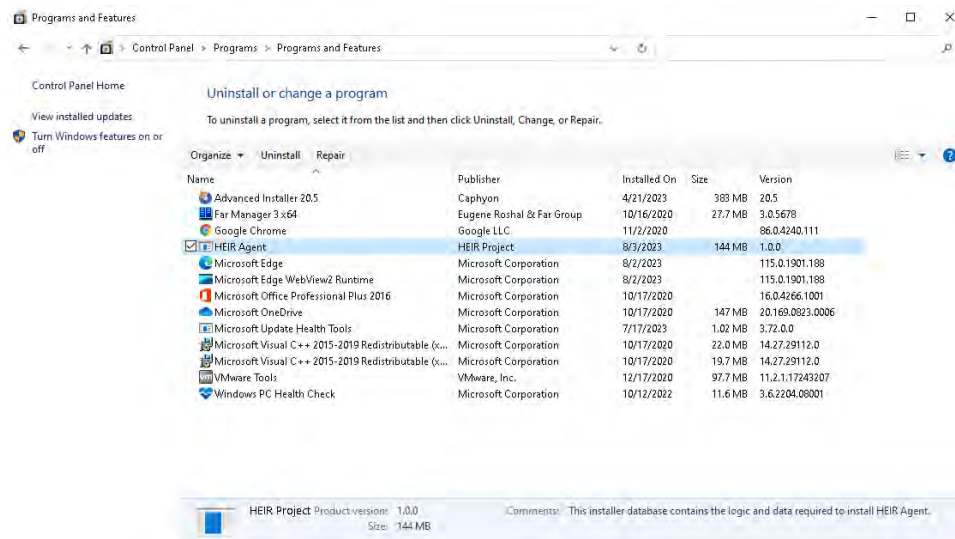 Programs and Features
Control Panel > Programs > Programs and Features
Control Panel Home
View installed updates
Turn Windows features on or
off
Uninstall or change a program
To uninstall a program, select it from the list and then click Uninstall, Change, or Repair.
Organize Uninstall Repair
Name Publisher Installed On Size Version
Advanced Installer 20.5 Caphyon 4/21/2023 383 MB 20.5
Far Manager 3 x64 Eugene Roshal & Far Group 10/16/2020 27.7 MB 3.0.5678
Google Chrome Google LLC 11/2/2020 86.0.4240.111
HEIR Agent HEIR Project 8/3/2023 144 MB 1.0.0
Microsoft Edge Microsoft Corporation 8/2/2023 115.0.1901.188
Microsoft Edge WebView2 Runtime Microsoft Corporation 8/2/2023 115.0.1901.188
Microsoft Office Professional Plus 2016 Microsoft Corporation 10/17/2020 16.0.4266.1001
Microsoft OneDrive Microsoft Corporation 10/17/2020 147 MB 20.169.0823.0006
Microsoft Update Health Tools Microsoft Corporation 7/17/2023 1.02 MB 3.72.0.0
Microsoft Visual C++ 2015-2019 Redistributable (x... Microsoft Corporation 10/17/2020 22.0 MB 14.27.29112.0
Microsoft Visual C++ 2015-2019 Redistributable (x... Microsoft Corporation 10/17/2020 19.7 MB 14.27.29112.0
VMware Tools VMware, Inc. 12/17/2020 97.7 MB 11.2.1.17243207
Windows PC Health Check Microsoft Corporation 10/12/2022 11.6 MB 3.6.2204.08001
HEIR Project Product version: 1.0.0 Comments: This installer database contains the logic and data required to install HEIR Agent.
Size: 144 MB